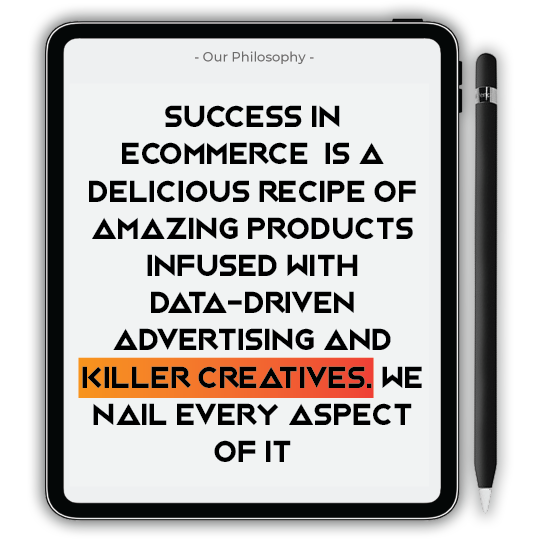 - Our Philosophy -
SUCCESS IN
ECOMMERCE IS A
DELICIOUS RECIPE OF
AMAZING PRODUCTS
INFUSED WITH
DATA-DRIVEN
ADVERTISING AND
KILLER CREATIVES. WE
NAIL EVERY ASPECT
OF IT